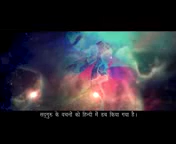 सद्गुरु के वचनों को हिन्दी में डब किया गया है।